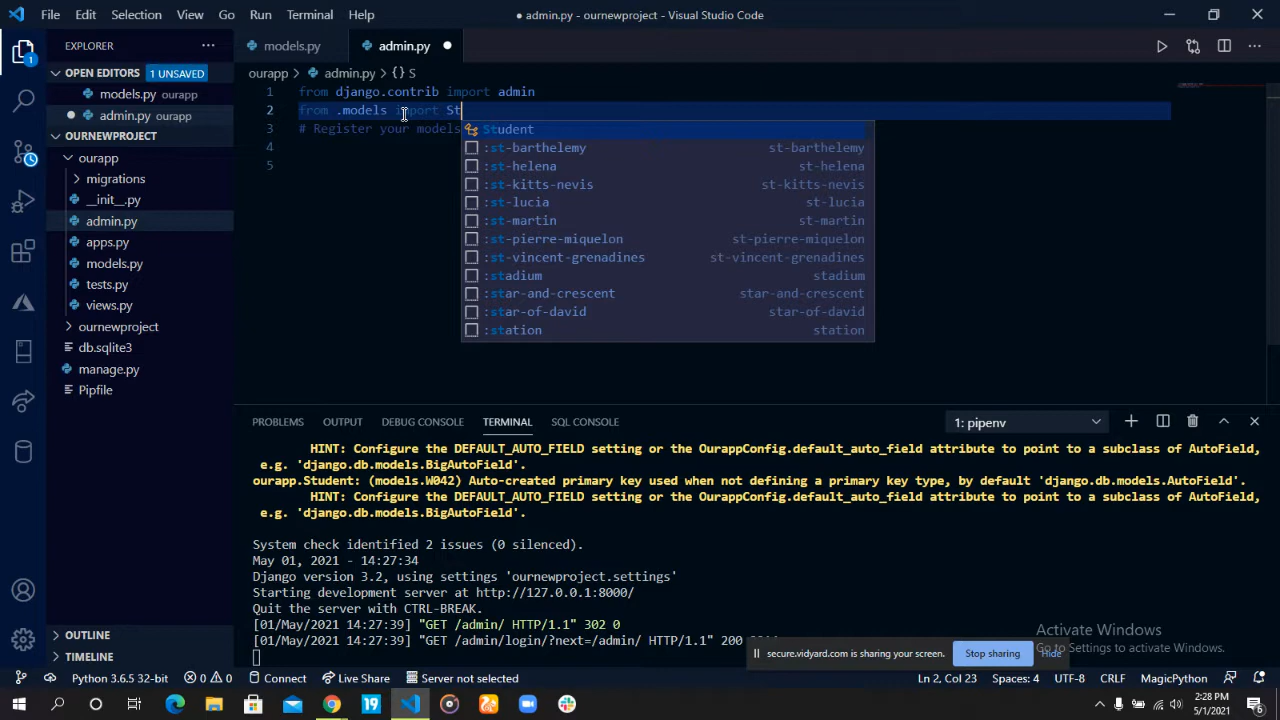 File Edit Selection View Go Run Terminal Help
● admin.py - ournewproject - Visual Studio Code
EXPLORER
OPEN EDITORS 1 UNSAVED
models.py ourapp
admin.py ourapp
OURNEWPROJECT
ourapp
migrations
__init__.py
admin.py
apps.py
models.py
tests.py
views.py
ournewproject
db.sqlite3
manage.py
Pipfile
OUTLINE
TIMELINE
models.py admin.py
ourapp > admin.py > {} S
1 from django.contrib import admin
2 from .models import St
3 # Register your models
4
5
Student
:st-barthelemy st-barthelemy
:st-helena st-helena
:st-kitts-nevis st-kitts-nevis
:st-lucia st-lucia
:st-martin st-martin
:st-pierre-miquelon st-pierre-miquelon
:st-vincent-grenadines st-vincent-grenadines
:stadium stadium
:star-and-crescent star-and-crescent
:star-of-david star-of-david
:station station
PROBLEMS OUTPUT DEBUG CONSOLE TERMINAL SQL CONSOLE 1: pipenv
HINT: Configure the DEFAULT_AUTO_FIELD setting or the OurappConfig.default_auto_field attribute to point to a subclass of AutoField,
e.g. 'django.db.models.BigAutoField'.
ourapp.Student: (models.W042) Auto-created primary key used when not defining a primary key type, by default 'django.db.models.AutoField'.
HINT: Configure the DEFAULT_AUTO_FIELD setting or the OurappConfig.default_auto_field attribute to point to a subclass of AutoField,
e.g. 'django.db.models.BigAutoField'.
System check identified 2 issues (0 silenced).
May 01, 2021 - 14:27:34
Django version 3.2, using settings 'ournewproject.settings'
Starting development server at http://127.0.0.1:8000/
Quit the server with CTRL-BREAK.
[01/May/2021 14:27:39] "GET /admin/ HTTP/1.1" 302 0
[01/May/2021 14:27:39] "GET /admin/login/?next=/admin/ HTTP/1.1" 200
Activate Windows
Go to Settings to activate Windows.
secure.vidyard.com is sharing your screen. Stop sharing Hide
Python 3.6.5 32-bit 0 0 Connect Live Share Server not selected Ln 2, Col 23 Spaces: 4 UTF-8 CRLF MagicPython
2:28 PM
5/1/2021